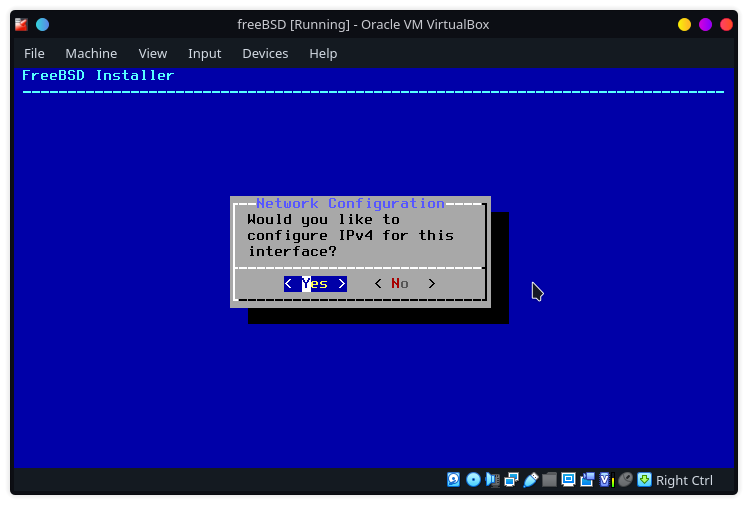 freeBSD [Running] - Oracle VM VirtualBox
File Machine View Input Devices Help
FreeBSD Installer
Network Configuration
Would you like to
configure IPv4 for this
interface?
< Yes > < No >
Right Ctrl